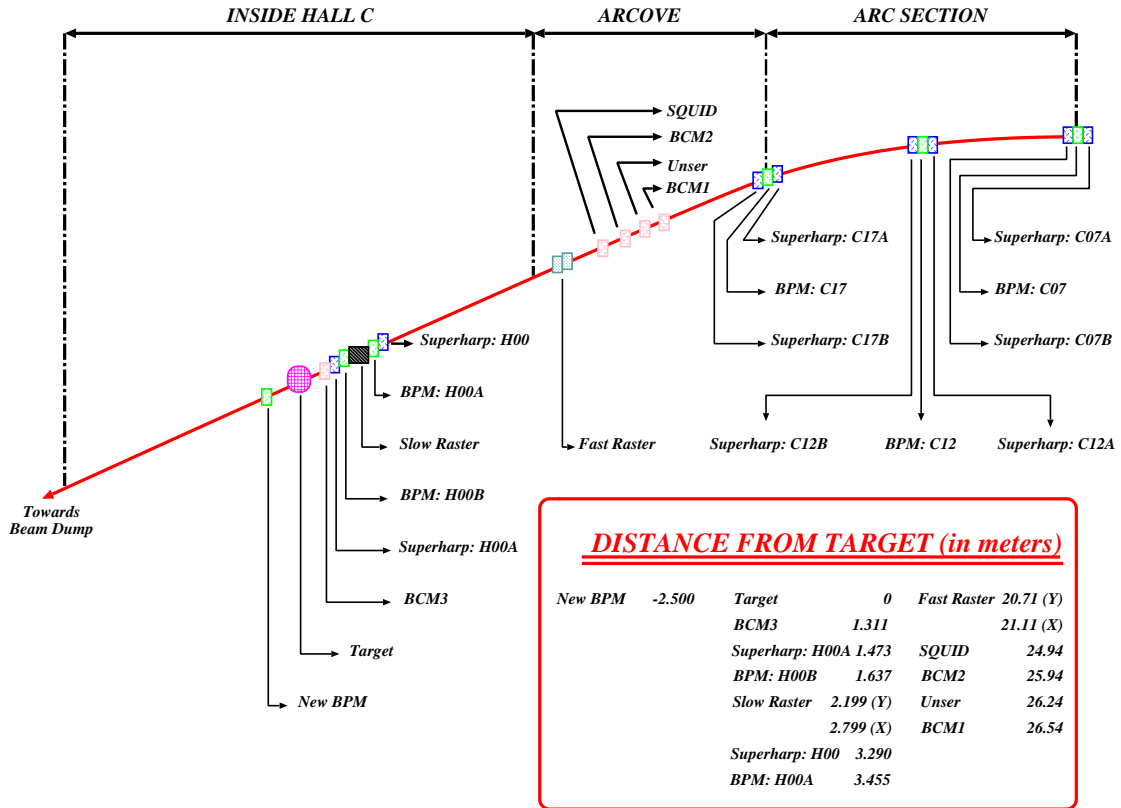 INSIDE HALL C
ARCOVE
ARC SECTION
SQUID
BCM2
Unser
BCM1
Superharp: C17A
Superharp: C07A
BPM: C17
BPM: C07
Superharp: H00
Superharp: C17B
Superharp: C07B
BPM: H00A
Slow Raster
Fast Raster
Superharp: C12B
BPM: C12
Superharp: C12A
BPM: H00B
Towards
Beam Dump
Superharp: H00A
BCM3
Target
New BPM
DISTANCE FROM TARGET (in meters)
New BPM -2.500 Target 0 Fast Raster 20.71 (Y)
BCM3 1.311 21.11 (X)
Superharp: H00A 1.473 SQUID 24.94
BPM: H00B 1.637 BCM2 25.94
Slow Raster 2.199 (Y) Unser 26.24
2.799 (X) BCM1 26.54
Superharp: H00 3.290
BPM: H00A 3.455